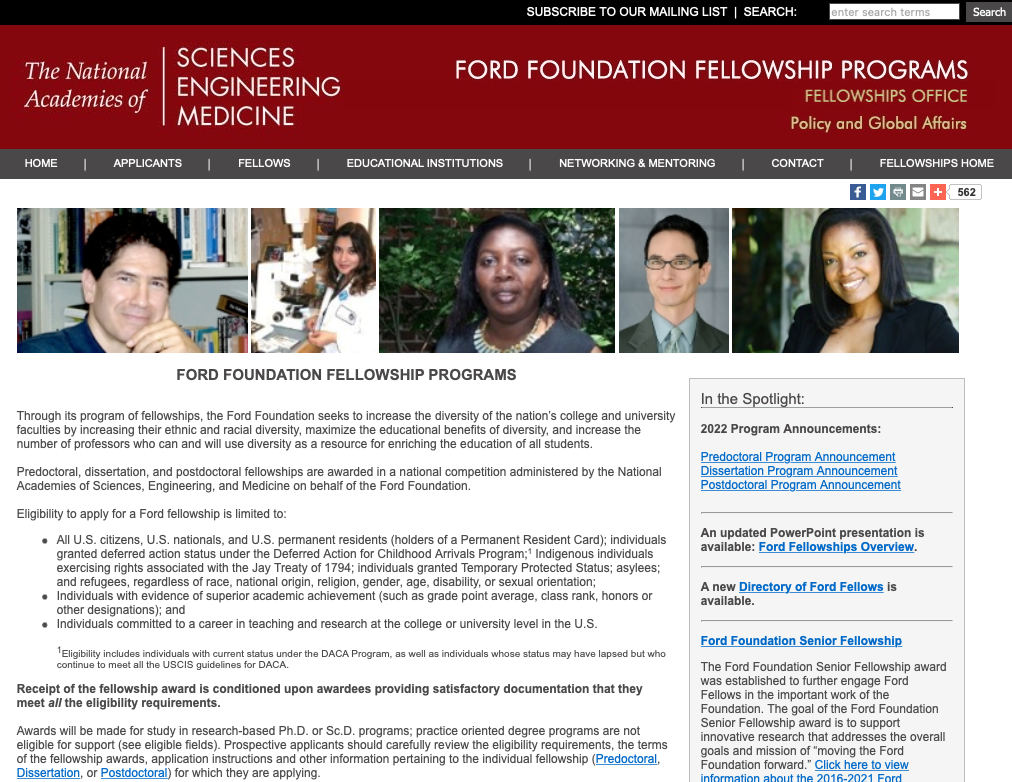 SUBSCRIBE TO OUR MAILING LIST | SEARCH: enter search terms Search
The National
Academies of
SCIENCES
ENGINEERING
MEDICINE
FORD FOUNDATION FELLOWSHIP PROGRAMS
FELLOWSHIPS OFFICE
Policy and Global Affairs
HOME | APPLICANTS | FELLOWS | EDUCATIONAL INSTITUTIONS | NETWORKING & MENTORING | CONTACT | FELLOWSHIPS HOME
562
FORD FOUNDATION FELLOWSHIP PROGRAMS
Through its program of fellowships, the Ford Foundation seeks to increase the diversity of the nation's college and university
faculties by increasing their ethnic and racial diversity, maximize the educational benefits of diversity, and increase the
number of professors who can and will use diversity as a resource for enriching the education of all students.
Predoctoral, dissertation, and postdoctoral fellowships are awarded in a national competition administered by the National
Academies of Sciences, Engineering, and Medicine on behalf of the Ford Foundation.
Eligibility to apply for a Ford fellowship is limited to:
● All U.S. citizens, U.S. nationals, and U.S. permanent residents (holders of a Permanent Resident Card); individuals
granted deferred action status under the Deferred Action for Childhood Arrivals Program;¹ Indigenous individuals
exercising rights associated with the Jay Treaty of 1794; individuals granted Temporary Protected Status; asylees;
and refugees, regardless of race, national origin, religion, gender, age, disability, or sexual orientation;
● Individuals with evidence of superior academic achievement (such as grade point average, class rank, honors or
other designations); and
● Individuals committed to a career in teaching and research at the college or university level in the U.S.
¹Eligibility includes individuals with current status under the DACA Program, as well as individuals whose status may have lapsed but who
continue to meet all the USCIS guidelines for DACA.
Receipt of the fellowship award is conditioned upon awardees providing satisfactory documentation that they
meet all the eligibility requirements.
Awards will be made for study in research-based Ph.D. or Sc.D. programs; practice oriented degree programs are not
eligible for support (see eligible fields). Prospective applicants should carefully review the eligibility requirements, the terms
of the fellowship awards, application instructions and other information pertaining to the individual fellowship (Predoctoral,
Dissertation, or Postdoctoral) for which they are applying.
In the Spotlight:
2022 Program Announcements:
Predoctoral Program Announcement
Dissertation Program Announcement
Postdoctoral Program Announcement
An updated PowerPoint presentation is
available: Ford Fellowships Overview.
A new Directory of Ford Fellows is
available.
Ford Foundation Senior Fellowship
The Ford Foundation Senior Fellowship award
was established to further engage Ford
Fellows in the important work of the
Foundation. The goal of the Ford Foundation
Senior Fellowship award is to support
innovative research that addresses the overall
goals and mission of "moving the Ford
Foundation forward." Click here to view
information about the 2016-2021 Ford